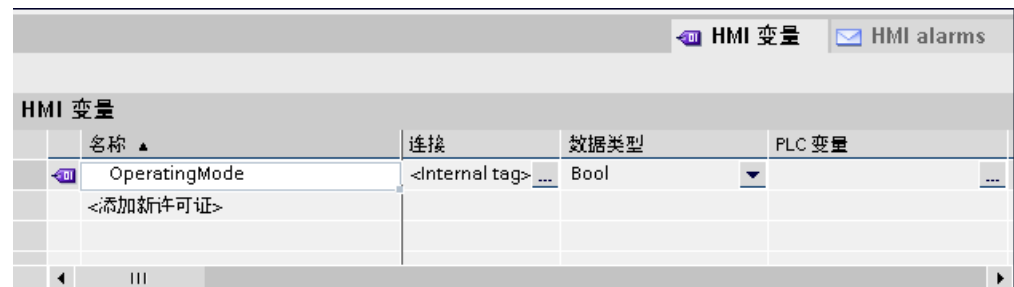 HMI 变量 HMI alarms
HMI 变量
名称 连接 数据类型 PLC 变量
OperatingMode <Internal tag> ... Bool ...
<添加新许可证>